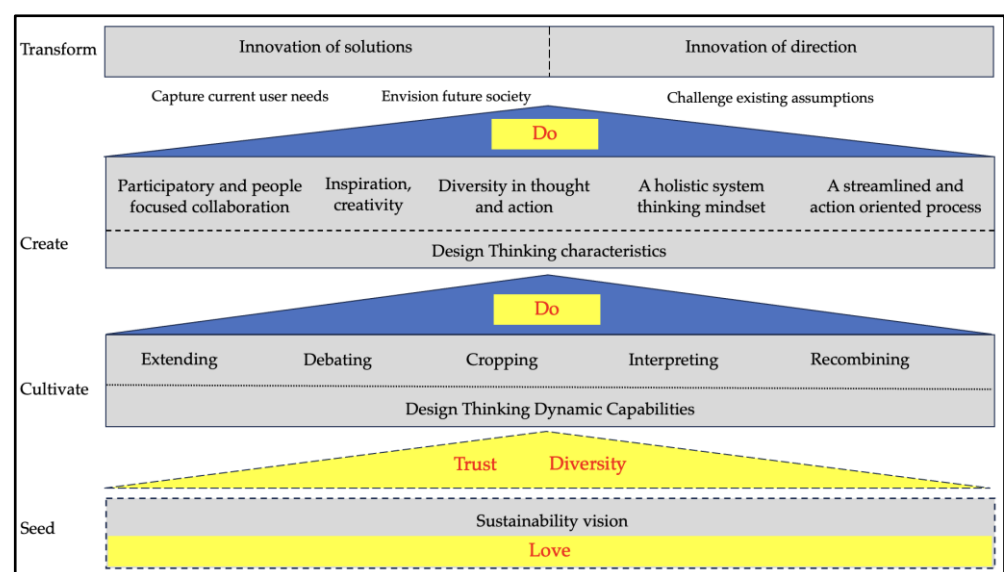 Transform
Innovation of solutions
Innovation of direction
Capture current user needs
Envision future society
Challenge existing assumptions
Do
Participatory and people
focused collaboration
Inspiration,
creativity
Diversity in thought
and action
A holistic system
thinking mindset
A streamlined and
action oriented process
Create
Design Thinking characteristics
Do
Extending
Debating
Cropping
Interpreting
Recombining
Cultivate
Design Thinking Dynamic Capabilities
Trust
Diversity
Seed
Sustainability vision
Love